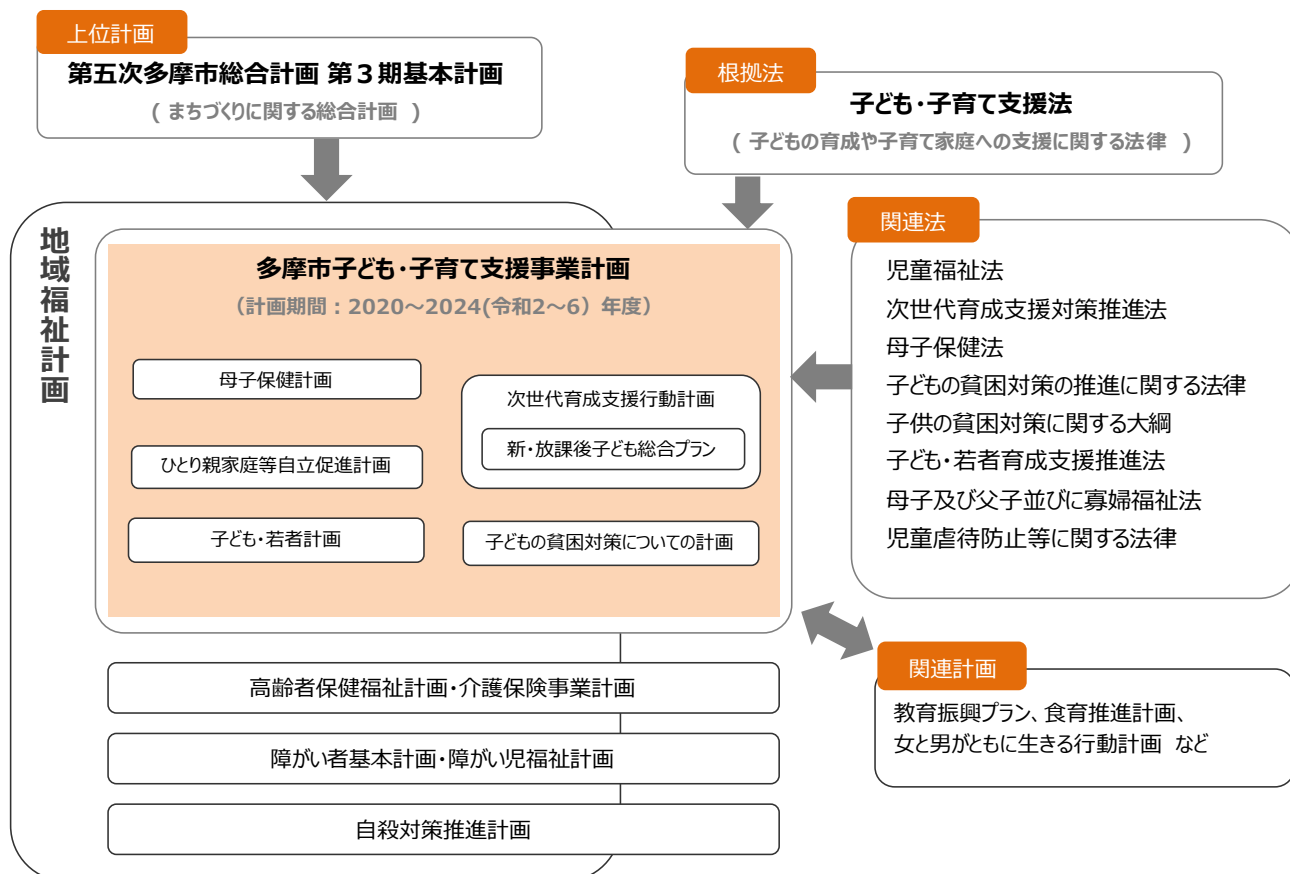 上位計画
第五次多摩市総合計画 第３期基本計画
( まちづくりに関する総合計画 )
根拠法
子ども・子育て支援法
( 子どもの育成や子育て家庭への支援に関する法律 )
地域福祉計画
多摩市子ども・子育て支援事業計画
（計画期間：2020～2024(令和2～6）年度）
母子保健計画
ひとり親家庭等自立促進計画
子ども・若者計画
次世代育成支援行動計画
新・放課後子ども総合プラン
子どもの貧困対策についての計画
関連法
児童福祉法
次世代育成支援対策推進法
母子保健法
子どもの貧困対策の推進に関する法律
子供の貧困対策に関する大綱
子ども・若者育成支援推進法
母子及び父子並びに寡婦福祉法
児童虐待防止等に関する法律
高齢者保健福祉計画・介護保険事業計画
障がい者基本計画・障がい児福祉計画
自殺対策推進計画
関連計画
教育振興プラン、食育推進計画、
女と男がともに生きる行動計画 など